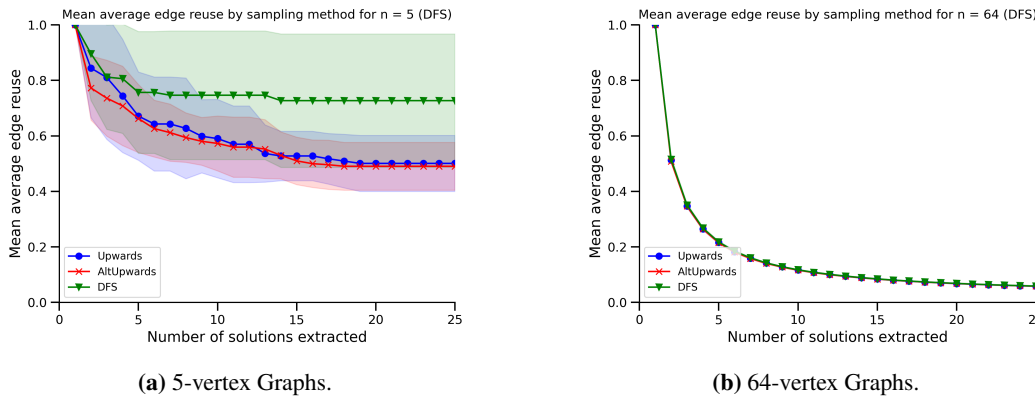 Mean average edge reuse by sampling method for n = 5 (DFS)
1.0
0.8
0.6
0.4
0.2
0.0
Mean average edge reuse
Upwards
AltUpwards
DFS
0 5 10 15 20 25
Number of solutions extracted
(a) 5-vertex Graphs.
Mean average edge reuse by sampling method for n = 64 (DFS)
1.0
0.8
0.6
0.4
0.2
0.0
Mean average edge reuse
Upwards
AltUpwards
DFS
0 5 10 15 20 2
Number of solutions extracted
(b) 64-vertex Graphs.